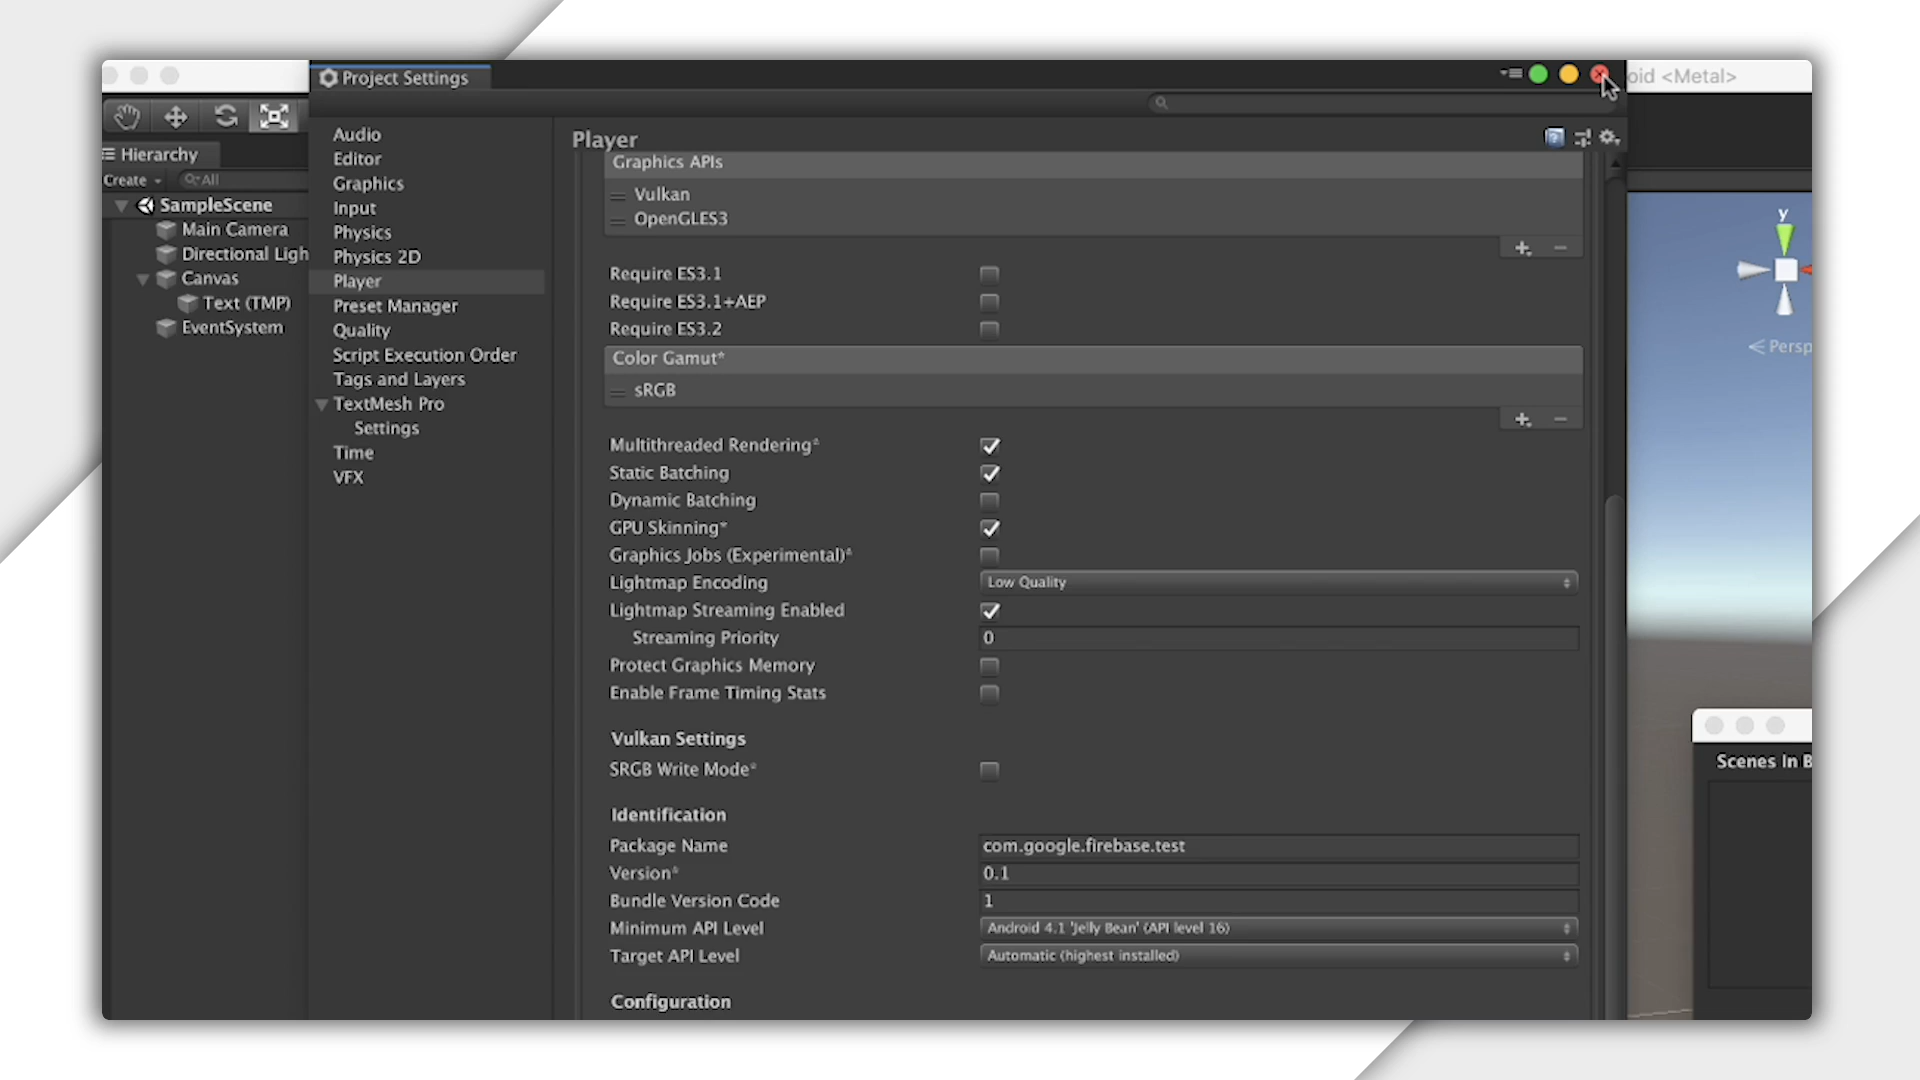 Project Settings
oid <Metal>
Hierarchy
Create
All
SampleScene
Main Camera
Directional Ligh
Canvas
Text (TMP)
EventSystem
Audio
Editor
Graphics
Input
Physics
Physics 2D
Player
Preset Manager
Quality
Script Execution Order
Tags and Layers
TextMesh Pro
Settings
Time
VFX
Player
Graphics APIs
Vulkan
OpenGLES3
Require ES3.1
Require ES3.1+AEP
Require ES3.2
Color Gamut*
sRGB
Multithreaded Rendering*
Static Batching
Dynamic Batching
GPU Skinning*
Graphics Jobs (Experimental)*
Lightmap Encoding Low Quality
Lightmap Streaming Enabled
Streaming Priority 0
Protect Graphics Memory
Enable Frame Timing Stats
Vulkan Settings
SRGB Write Mode*
Identification
Package Name com.google.firebase.test
Version* 0.1
Bundle Version Code 1
Minimum API Level Android 4.1 'Jelly Bean' (API level 16)
Target API Level Automatic (highest installed)
Configuration
y
< Persp
Scenes In B